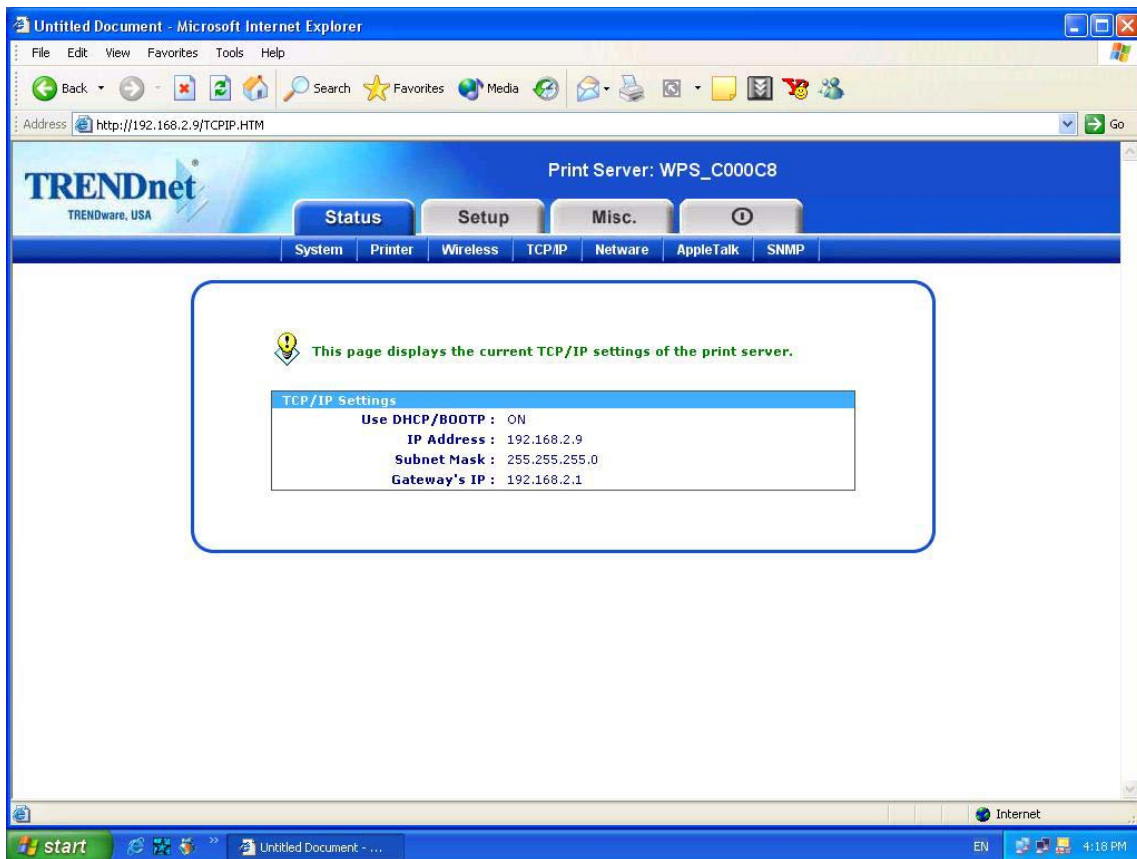 Untitled Document - Microsoft Internet Explorer
File Edit View Favorites Tools Help
Back Search Favorites Media
Address http://192.168.2.9/TCPIP.HTM Go
TRENDnet
TRENDware, USA
Print Server: WPS_C000C8
Status Setup Misc.
System Printer Wireless TCP/IP Netware AppleTalk SNMP
This page displays the current TCP/IP settings of the print server.
TCP/IP Settings
Use DHCP/BOOTP : ON
IP Address : 192.168.2.9
Subnet Mask : 255.255.255.0
Gateway's IP : 192.168.2.1
Internet
start Untitled Document - ... EN 4:18 PM